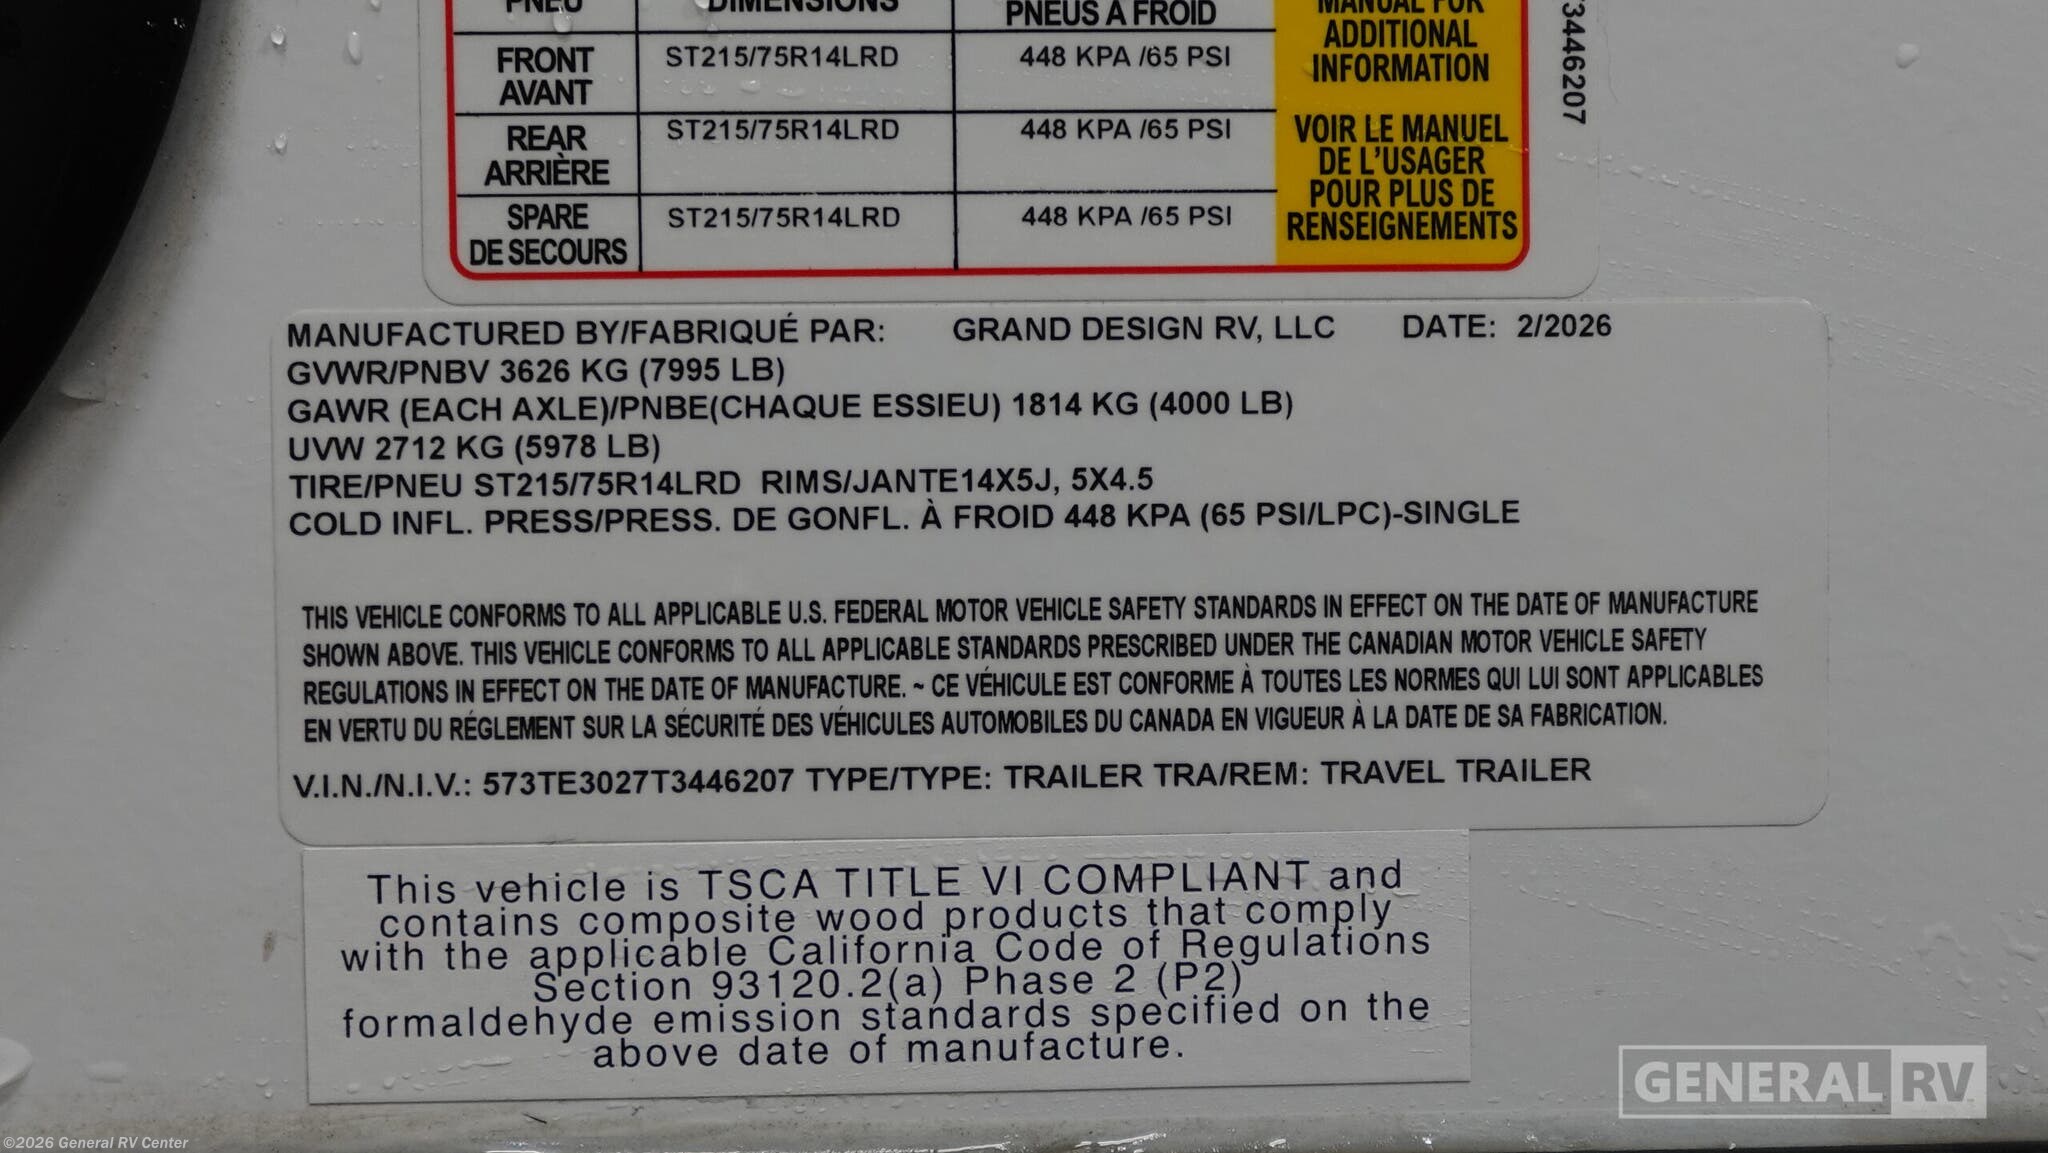 PNEU DIMENSIONS PNEUS À FROID
FRONT AVANT ST215/75R14LRD 448 KPA /65 PSI
REAR ARRIÈRE ST215/75R14LRD 448 KPA /65 PSI
SPARE DE SECOURS ST215/75R14LRD 448 KPA /65 PSI
MANUAL FOR
ADDITIONAL
INFORMATION
VOIR LE MANUEL
DE L'USAGER
POUR PLUS DE
RENSEIGNEMENTS
3446207
MANUFACTURED BY/FABRIQUÉ PAR: GRAND DESIGN RV, LLC DATE: 2/2026
GVWR/PNBV 3626 KG (7995 LB)
GAWR (EACH AXLE)/PNBE(CHAQUE ESSIEU) 1814 KG (4000 LB)
UVW 2712 KG (5978 LB)
TIRE/PNEU ST215/75R14LRD RIMS/JANTE14X5J, 5X4.5
COLD INFL. PRESS/PRESS. DE GONFL. À FROID 448 KPA (65 PSI/LPC)-SINGLE
THIS VEHICLE CONFORMS TO ALL APPLICABLE U.S. FEDERAL MOTOR VEHICLE SAFETY STANDARDS IN EFFECT ON THE DATE OF MANUFACTURE
SHOWN ABOVE. THIS VEHICLE CONFORMS TO ALL APPLICABLE STANDARDS PRESCRIBED UNDER THE CANADIAN MOTOR VEHICLE SAFETY
REGULATIONS IN EFFECT ON THE DATE OF MANUFACTURE. ~ CE VÉHICULE EST CONFORME À TOUTES LES NORMES QUI LUI SONT APPLICABLES
EN VERTU DU RÉGLEMENT SUR LA SÉCURITÉ DES VÉHICULES AUTOMOBILES DU CANADA EN VIGUEUR À LA DATE DE SA FABRICATION.
V.I.N./N.I.V.: 573TE3027T3446207 TYPE/TYPE: TRAILER TRA/REM: TRAVEL TRAILER
This vehicle is TSCA TITLE VI COMPLIANT and
contains composite wood products that comply
with the applicable California Code of Regulations
Section 93120.2(a) Phase 2 (P2)
formaldehyde emission standards specified on the
above date of manufacture.
GENERAL RV
©2026 General RV Center